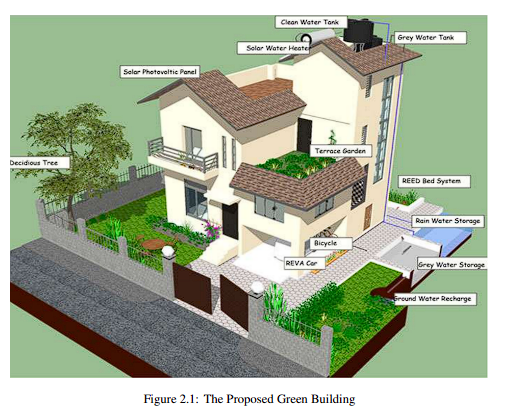 Clean Water Tank
Grey Water Tank
Solar Water Heate
Solar Photovoltic Panel
Terrace Garden
Decidious Tree
REED Bed System
Rain Water Storage
Bicycle
REVA Car
Grey Water Storage
Ground Water Recharge
Figure 2.1: The Proposed Green Building